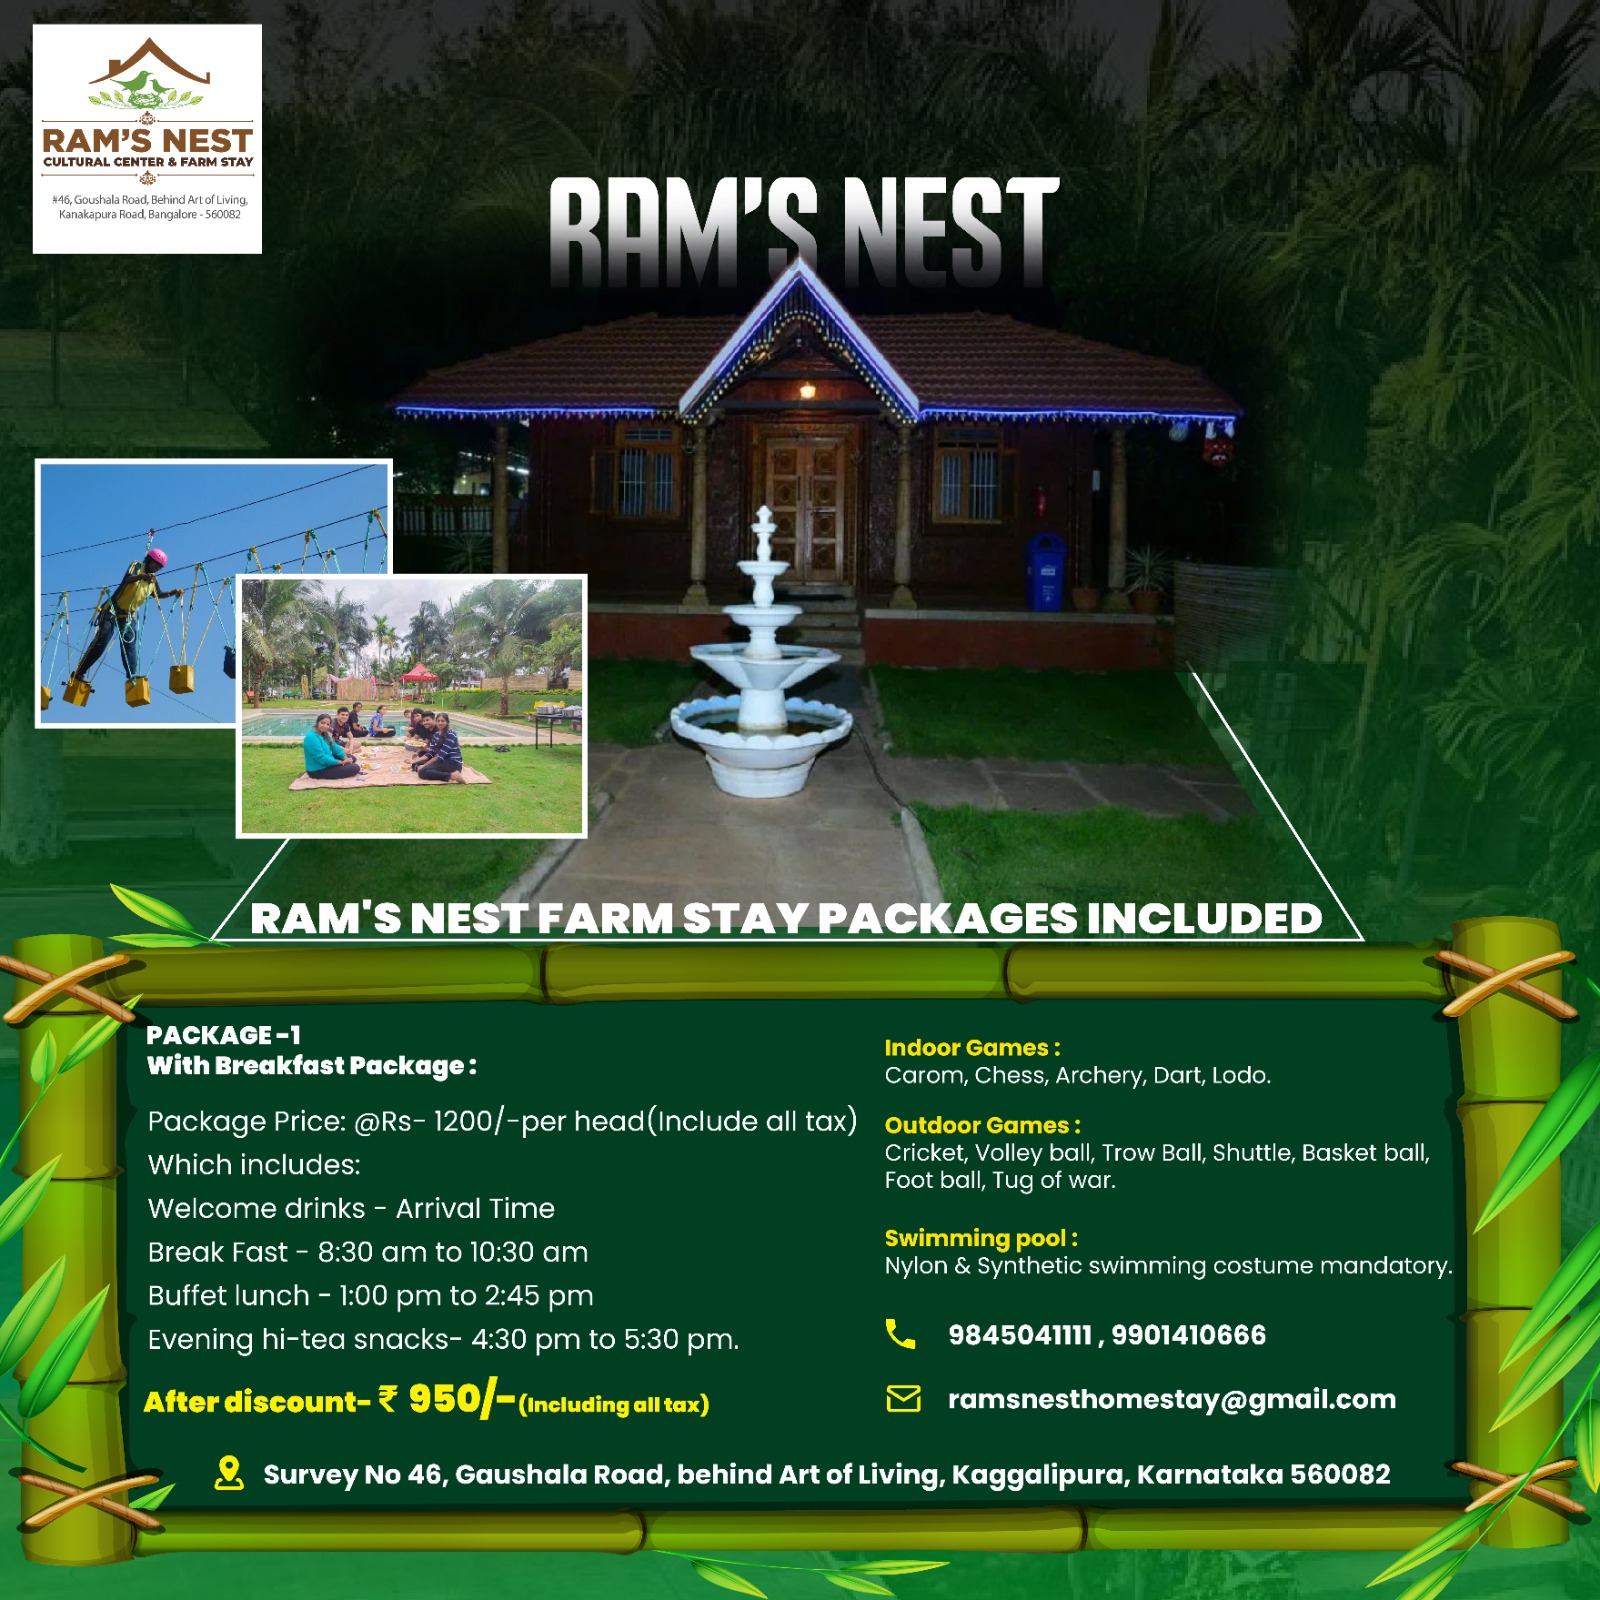 RAM'S NEST
CULTURAL CENTER & FARM STAY
#46, Goushala Road, Behind Art of Living,
Kanakapura Road, Bangalore - 560082
RAM'S NEST
RAM'S NEST FARM STAY PACKAGES INCLUDED
PACKAGE -1
With Breakfast Package :
Package Price: @Rs- 1200/-per head(Include all tax)
Which includes:
Welcome drinks - Arrival Time
Break Fast - 8:30 am to 10:30 am
Buffet lunch - 1:00 pm to 2:45 pm
Evening hi-tea snacks- 4:30 pm to 5:30 pm.
After discount- ₹ 950/- (Including all tax)
Indoor Games :
Carom, Chess, Archery, Dart, Lodo.
Outdoor Games :
Cricket, Volley ball, Trow Ball, Shuttle, Basket ball,
Foot ball, Tug of war.
Swimming pool :
Nylon & Synthetic swimming costume mandatory.
9845041111 , 9901410666
ramsnesthomestay@gmail.com
Survey No 46, Gaushala Road, behind Art of Living, Kaggalipura, Karnataka 560082